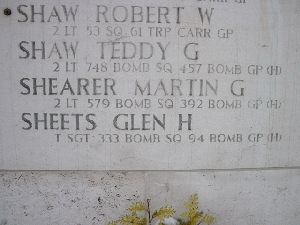 SHAW ROBERT W
2 LT 53 SQ 61 TRP CARR GP
SHAW TEDDY G
2 LT 748 BOMB SQ 457 BOMB GP (H)
SHEARER MARTIN G
2 LT 579 BOMB SQ 392 BOMB GP (H)
SHEETS GLEN H
T SGT 333 BOMB SQ 94 BOMB GP (H)